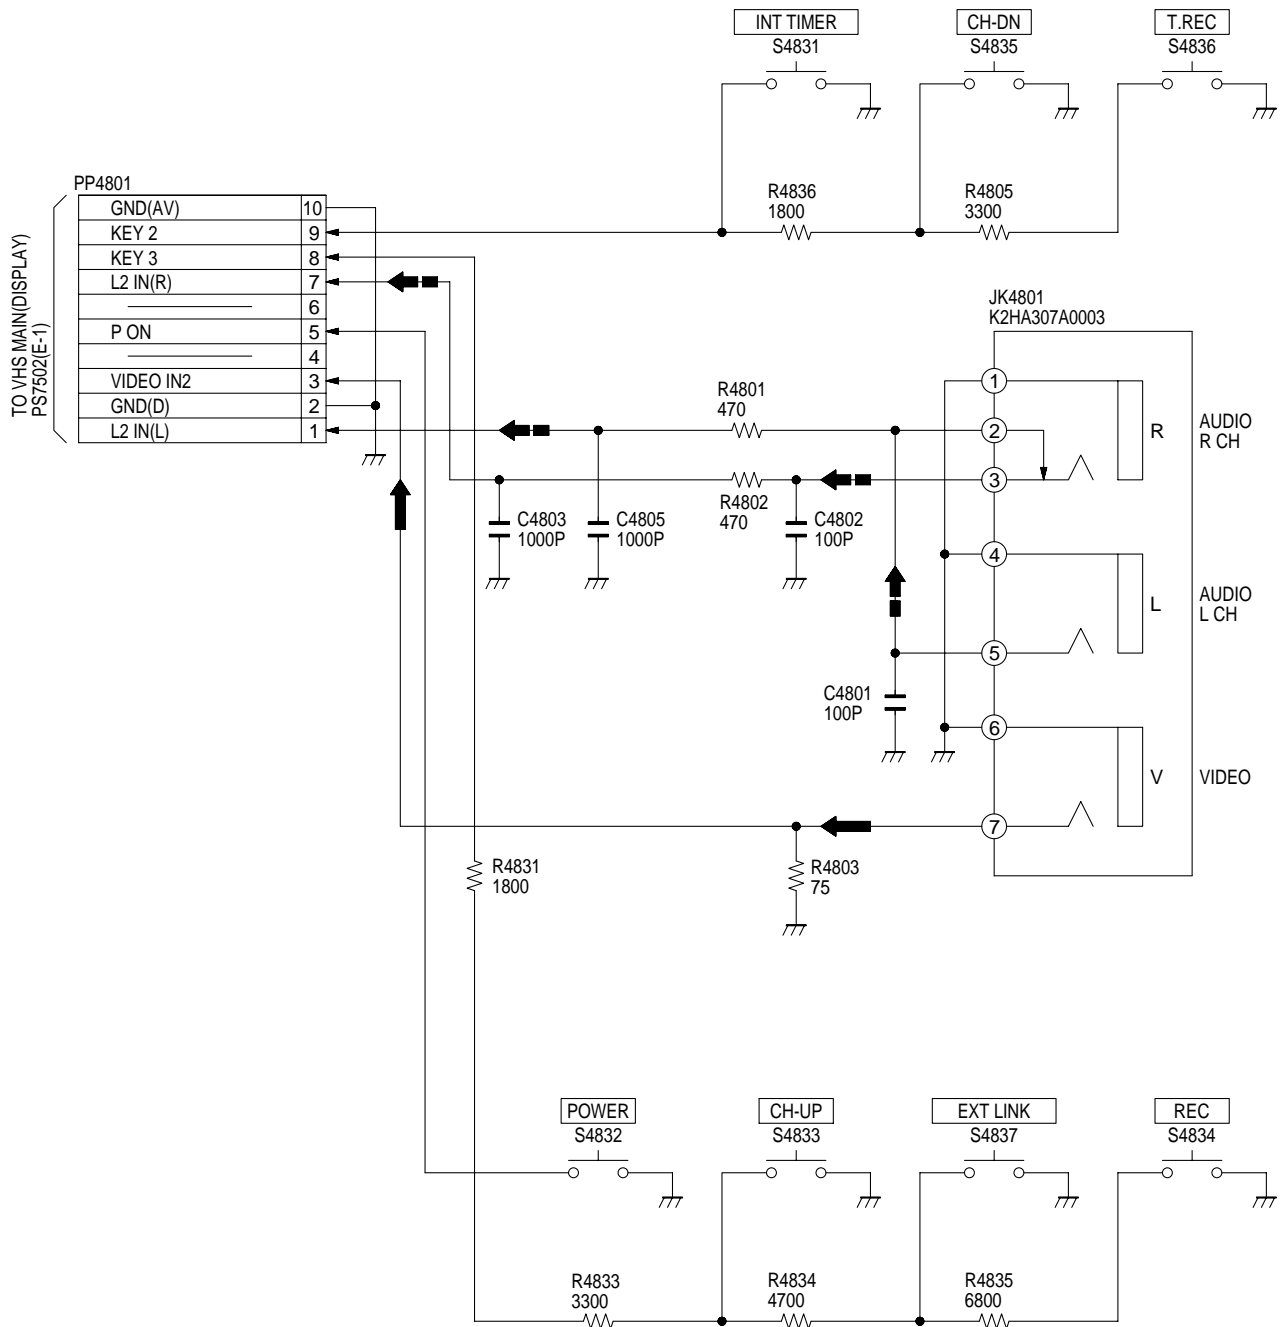 INT TIMER
S4831
CH-DN
S4835
T.REC
S4836
PP4801
TO VHS MAIN(DISPLAY)
PS7502(E-1)
GND(AV) 10
KEY 2 9
KEY 3 8
L2 IN(R) 7
6
P ON 5
4
VIDEO IN2 3
GND(D) 2
L2 IN(L) 1
R4836
1800
R4805
3300
JK4801
K2HA307A0003
R4801
470
R4802
470
C4803
1000P
C4805
1000P
C4802
100P
C4801
100P
1
2
3
R
AUDIO
R CH
4
5
L
AUDIO
L CH
6
7
V
VIDEO
R4831
1800
R4803
75
POWER
S4832
CH-UP
S4833
EXT LINK
S4837
REC
S4834
R4833
3300
R4834
4700
R4835
6800